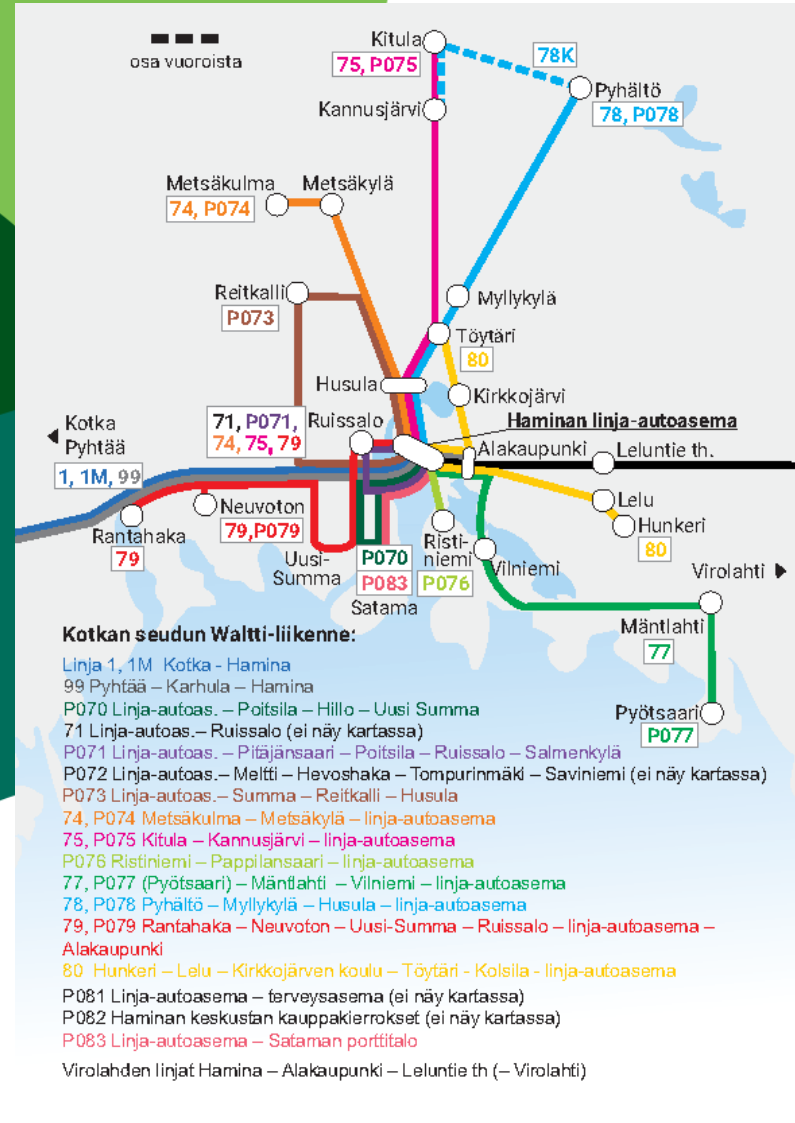 osa vuoroista
Kitula
75, P075
78K
Pyhältö
78, P078
Kannusjärvi
Metsäkulma
74, P074
Metsäkylä
Reitkalli
P073
Myllykylä
Töytäri
80
Husula
Kirkkojärvi
Kotka
Pyhtää
1, 1M, 99
71, P071,
74, 75, 79
Ruissalo
Haminan linja-autoasema
Alakaupunki
Leluntie th.
Rantahaka
79
Neuvoton
79,P079
Uusi-
Summa
P070
P083
Satama
Risti-
niemi
P076
Vilniemi
Lelu
Hunkeri
80
Virolahti
Mäntlahti
77
Pyötsaari
P077
Kotkan seudun Waltti-liikenne:
Linja 1, 1M Kotka - Hamina
99 Pyhtää – Karhula – Hamina
P070 Linja-autoas. – Poitsila – Hillo – Uusi Summa
71 Linja-autoas.– Ruissalo (ei näy kartassa)
P071 Linja-autoas.– Pitäjänsaari – Poitsila – Ruissalo – Salmenkylä
P072 Linja-autoas.– Meltti – Hevoshaka – Tompurinmäki – Saviniemi (ei näy kartassa)
P073 Linja-autoas.– Summa – Reitkalli – Husula
74, P074 Metsäkulma – Metsäkylä – linja-autoasema
75, P075 Kitula – Kannusjärvi – linja-autoasema
P076 Ristiniemi – Pappilansaari – linja-autoasema
77, P077 (Pyötsaari) – Mäntlahti – Vilniemi – linja-autoasema
78, P078 Pyhältö – Myllykylä – Husula – linja-autoasema
79, P079 Rantahaka – Neuvoton – Uusi-Summa – Ruissalo – linja-autoasema –
Alakaupunki
80 Hunkeri – Lelu – Kirkkojärven koulu – Töytäri - Kolsila - linja-autoasema
P081 Linja-autoasema – terveysasema (ei näy kartassa)
P082 Haminan keskustan kauppakierrokset (ei näy kartassa)
P083 Linja-autoasema – Sataman porttitalo
Virolahden linjat Hamina – Alakaupunki – Leluntie th (– Virolahti)